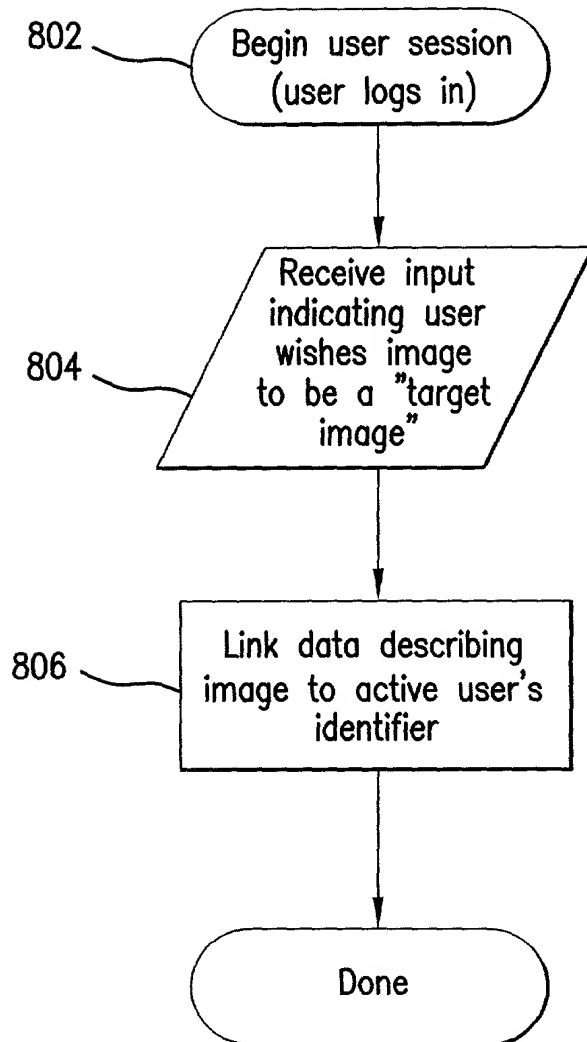 802
Begin user session
(user logs in)
804
Receive input
indicating user
wishes image
to be a "target
image"
806
Link data describing
image to active user's
identifier
Done